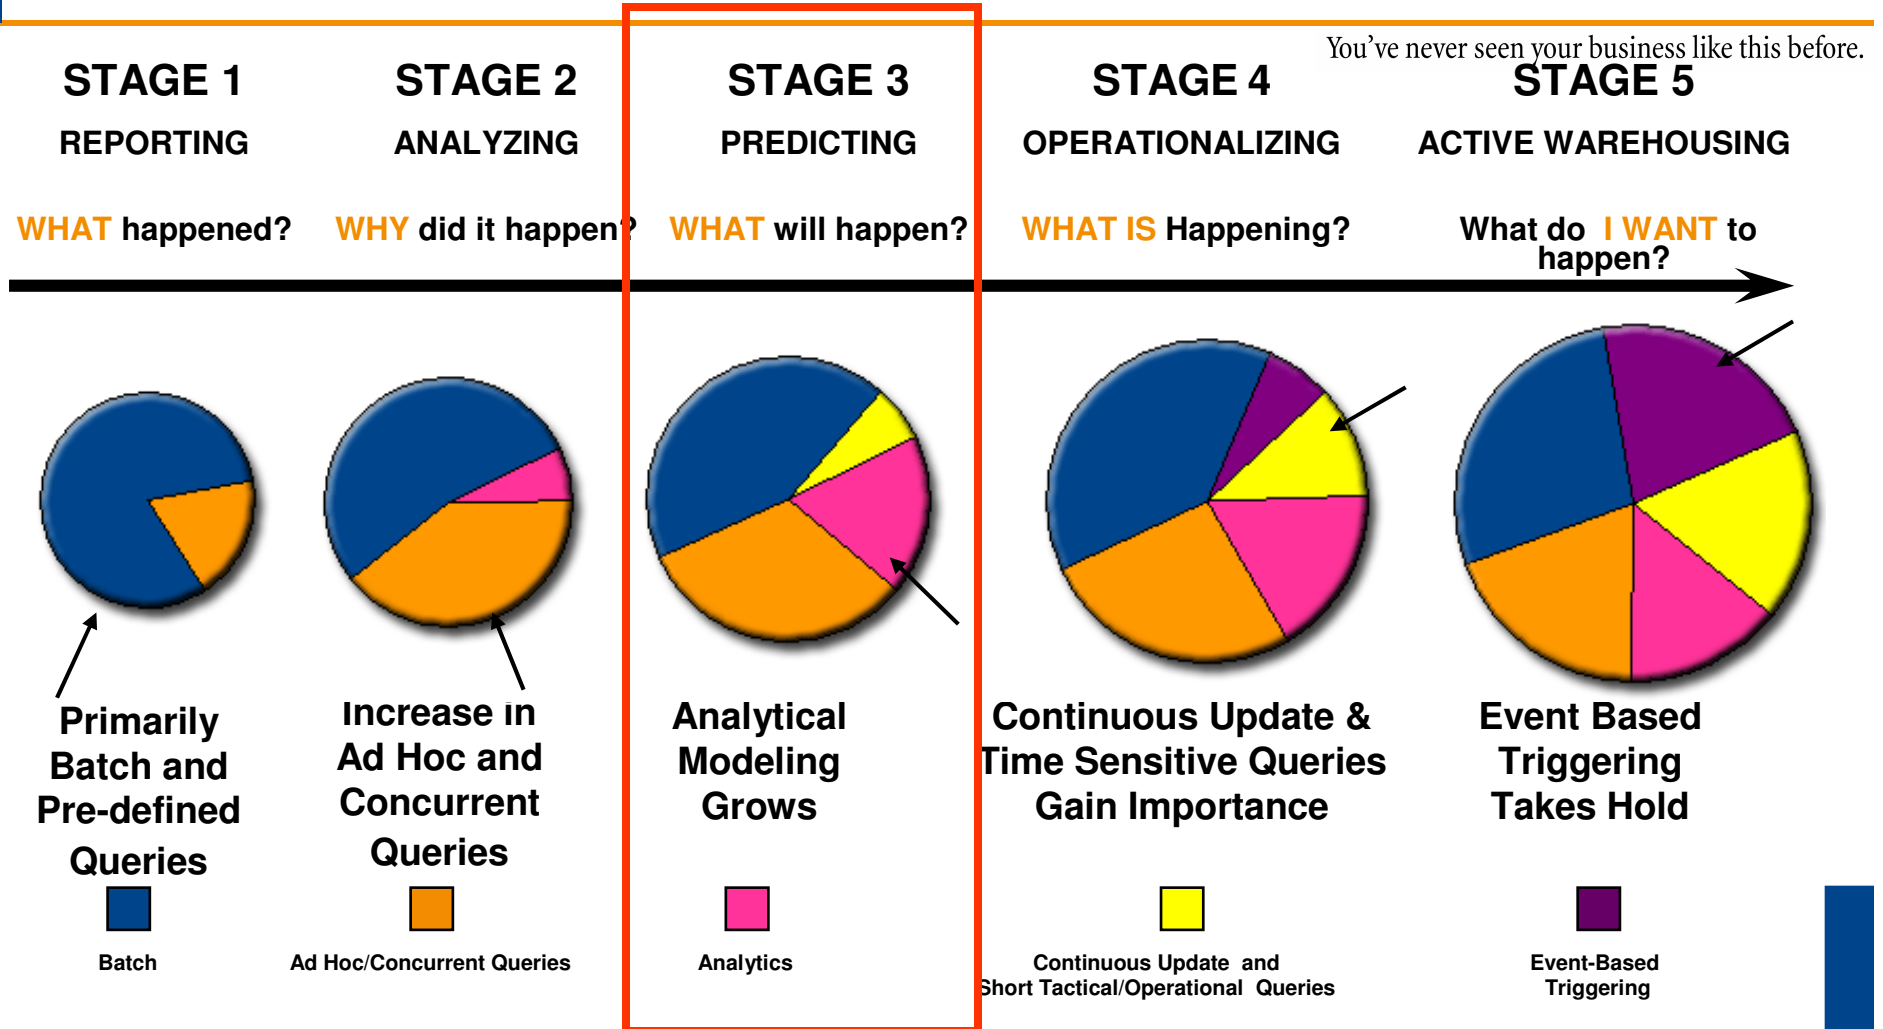 You've never seen your business like this before.
STAGE 1
REPORTING
WHAT happened?
STAGE 2
ANALYZING
WHY did it happen?
STAGE 3
PREDICTING
WHAT will happen?
STAGE 4
OPERATIONALIZING
WHAT IS Happening?
STAGE 5
ACTIVE WAREHOUSING
What do I WANT to
happen?
Primarily
Batch and
Pre-defined
Queries
Increase in
Ad Hoc and
Concurrent
Queries
Analytical
Modeling
Grows
Continuous Update &
Time Sensitive Queries
Gain Importance
Event Based
Triggering
Takes Hold
Batch
Ad Hoc/Concurrent Queries
Analytics
Continuous Update and
Short Tactical/Operational Queries
Event-Based
Triggering